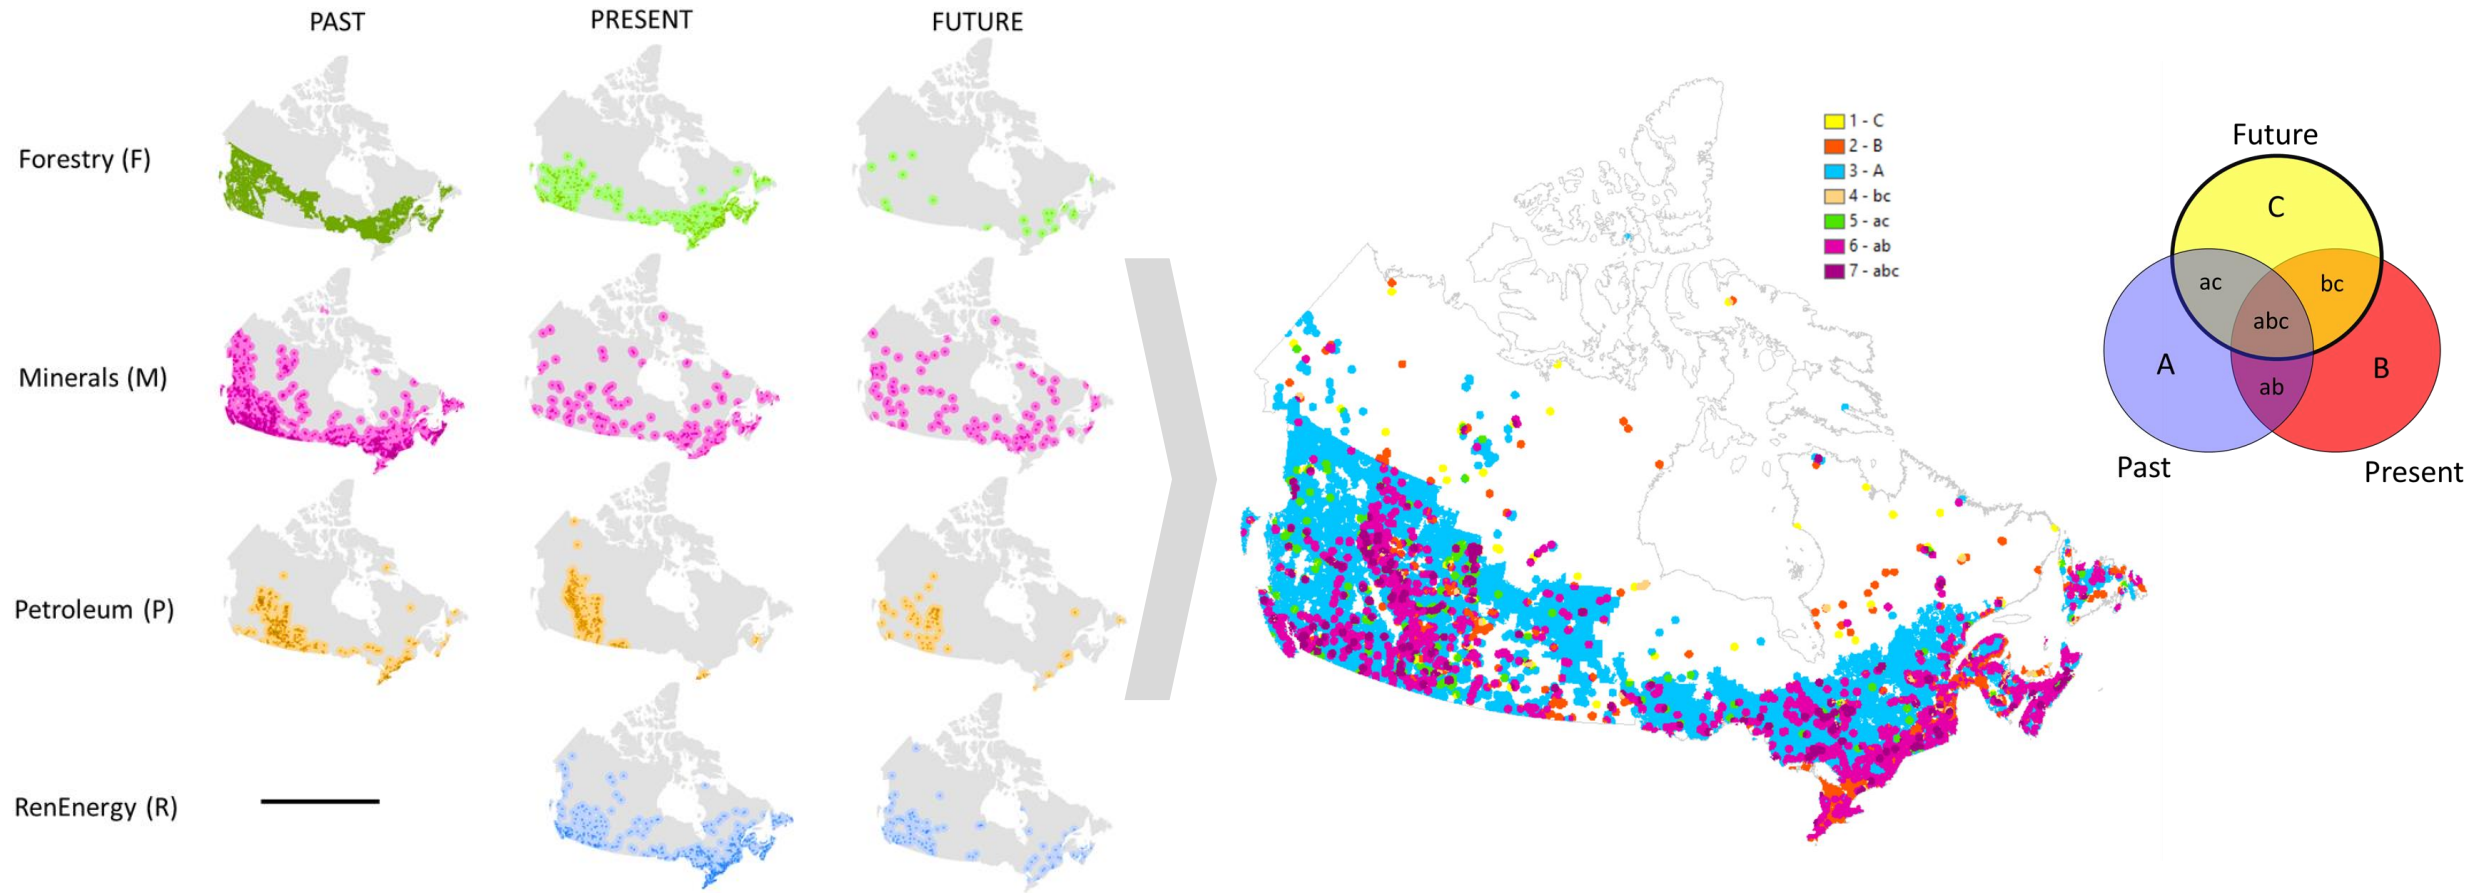 PAST
PRESENT
FUTURE
Forestry (F)
Minerals (M)
Petroleum (P)
RenEnergy (R)
1 - C
2 - B
3 - A
4 - bc
5 - ac
6 - ab
7 - abc
Future
C
ac
bc
abc
A
ab
B
Past
Present